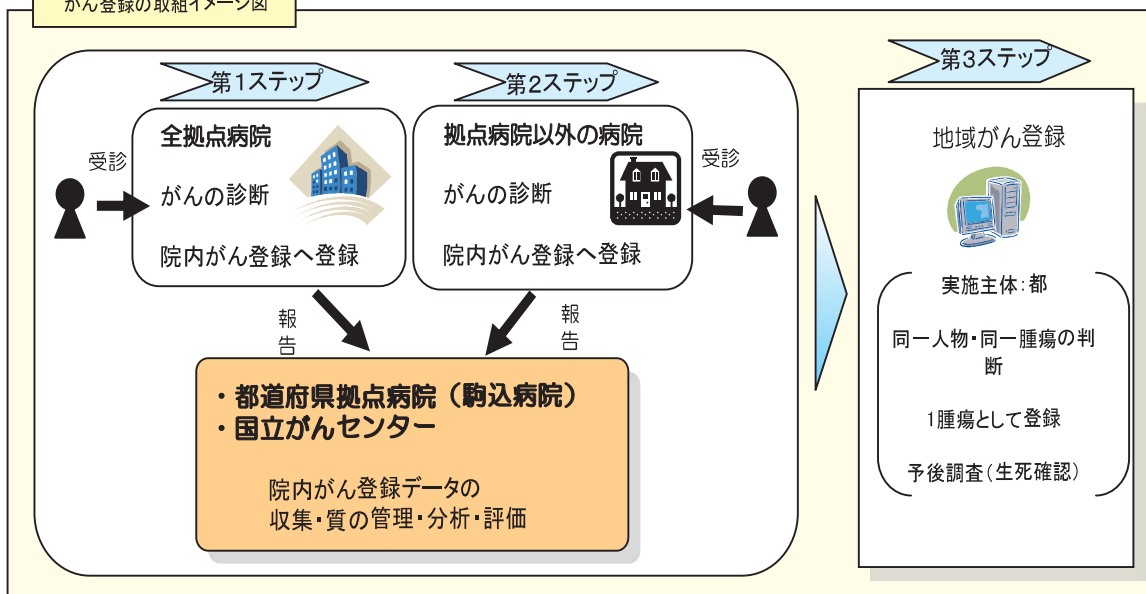 がん登録の取組イメージ図
第1ステップ
全拠点病院
受診
がんの診断
院内がん登録へ登録
報告
第2ステップ
拠点病院以外の病院
受診
がんの診断
院内がん登録へ登録
報告
・都道府県拠点病院（駒込病院）
・国立がんセンター
院内がん登録データの
収集・質の管理・分析・評価
第3ステップ
地域がん登録
実施主体：都
同一人物・同一腫瘍の判
断
1腫瘍として登録
予後調査（生死確認）